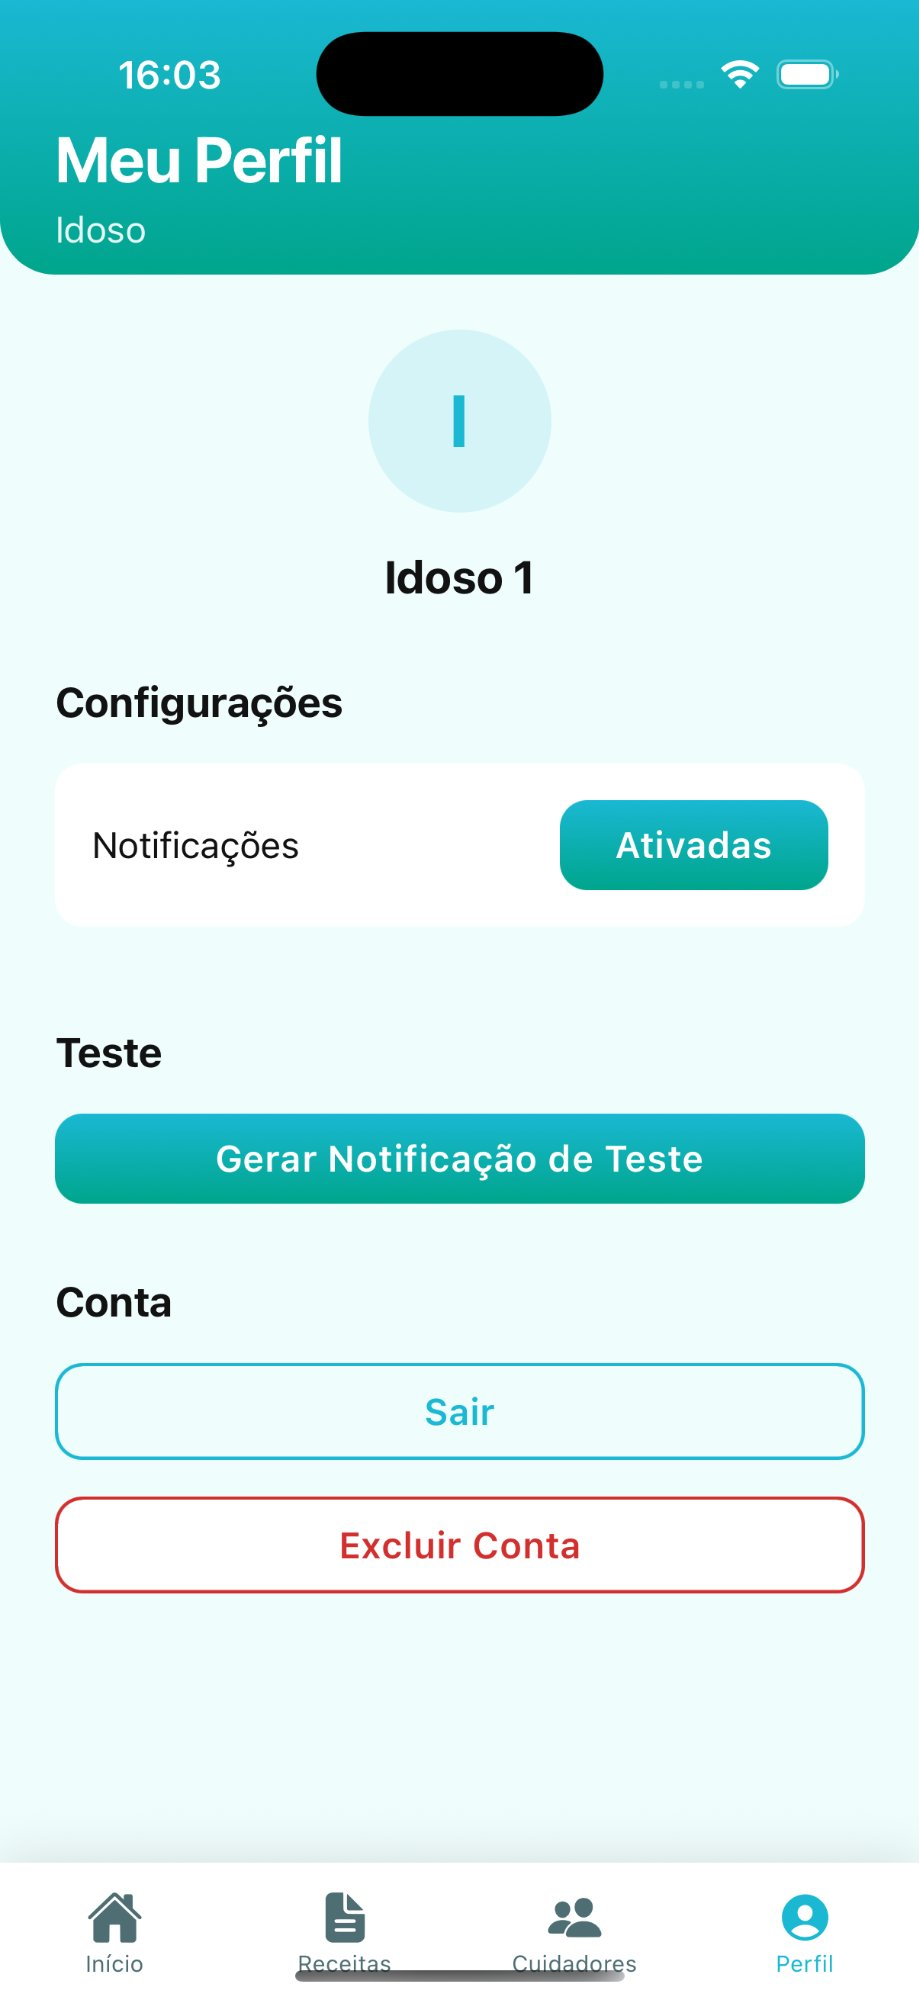 16:03
Meu Perfil
Idoso
I
Idoso 1
Configurações
Notificações
Ativadas
Teste
Gerar Notificação de Teste
Conta
Sair
Excluir Conta
Início
Receitas
Cuidadores
Perfil